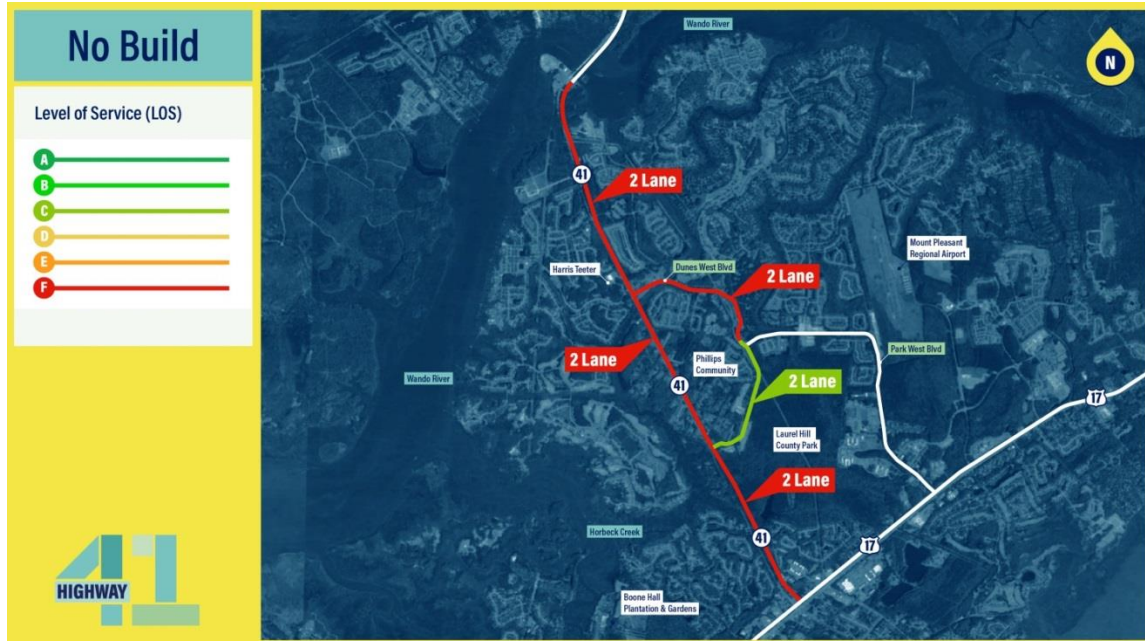 No Build
Level of Service (LOS)
A
B
C
D
E
F
41
HIGHWAY
Wando River
N
41
2 Lane
Mount Pleasant
Regional Airport
Harris Teeter
Dunes West Blvd
2 Lane
2 Lane
Phillips
Community
Park West Blvd
Wando River
41
2 Lane
17
Laurel Hill
County Park
2 Lane
Horbeck Creek
41
17
Boone Hall
Plantation & Gardens